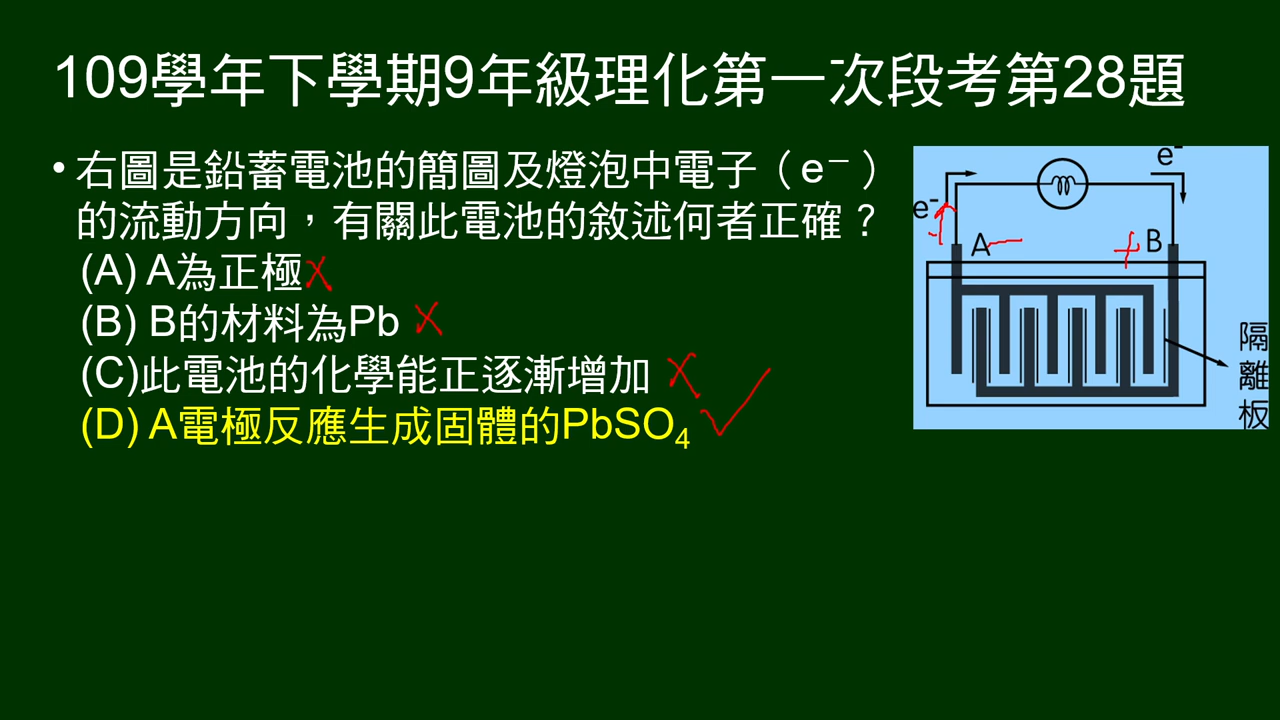 109學年下學期9年級理化第一次段考第28題
• 右圖是鉛蓄電池的簡圖及燈泡中電子（e－）
的流動方向，有關此電池的敘述何者正確？
(A) A為正極
(B) B的材料為Pb
(C)此電池的化學能正逐漸增加
(D) A電極反應生成固體的PbSO₄
e⁻
e⁻
A －
＋ B
隔
離
板